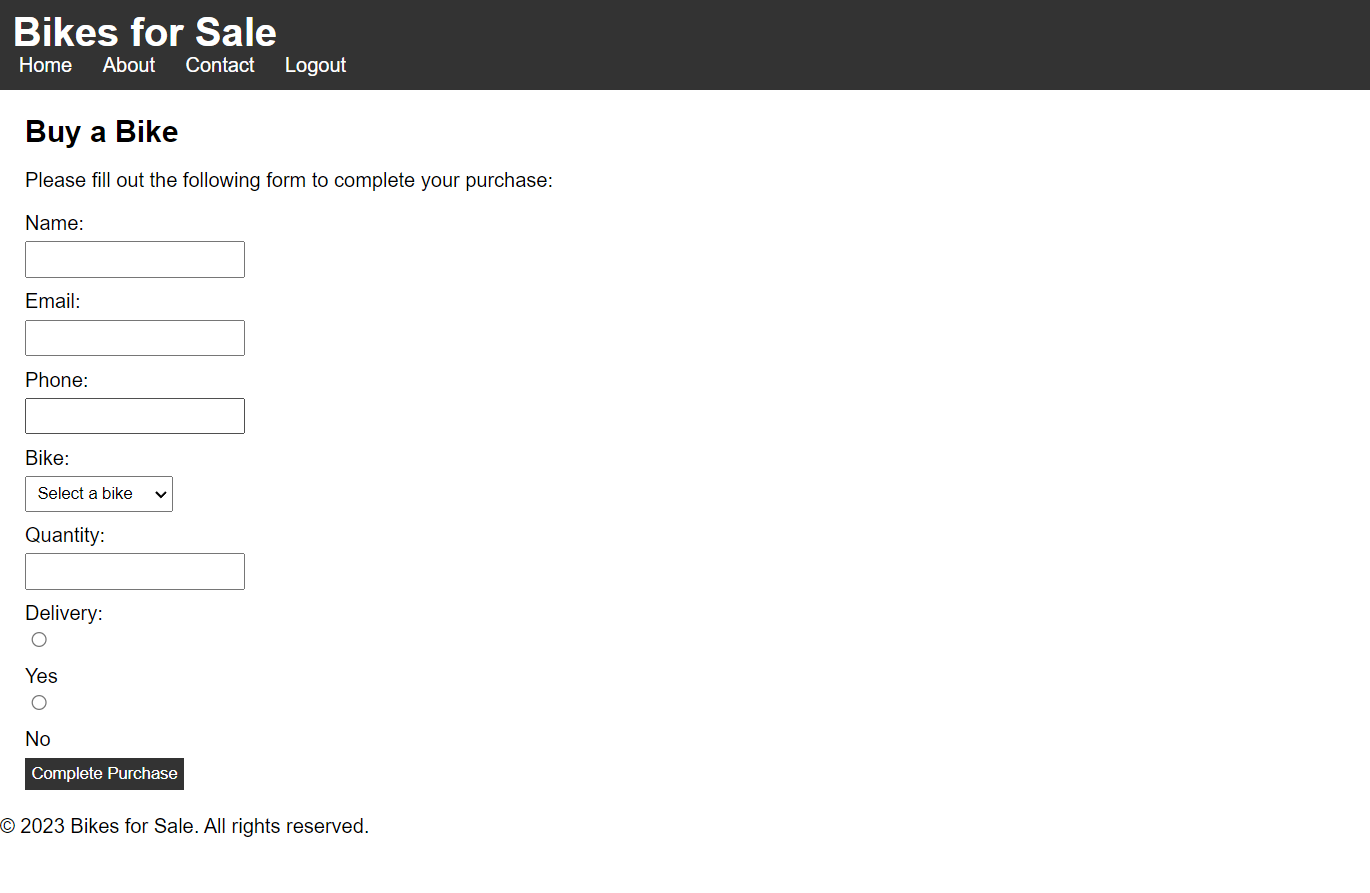 Bikes for Sale
Home About Contact Logout
Buy a Bike
Please fill out the following form to complete your purchase:
Name:
Email:
Phone:
Bike:
Select a bike
Quantity:
Delivery:
Yes
No
Complete Purchase
© 2023 Bikes for Sale. All rights reserved.